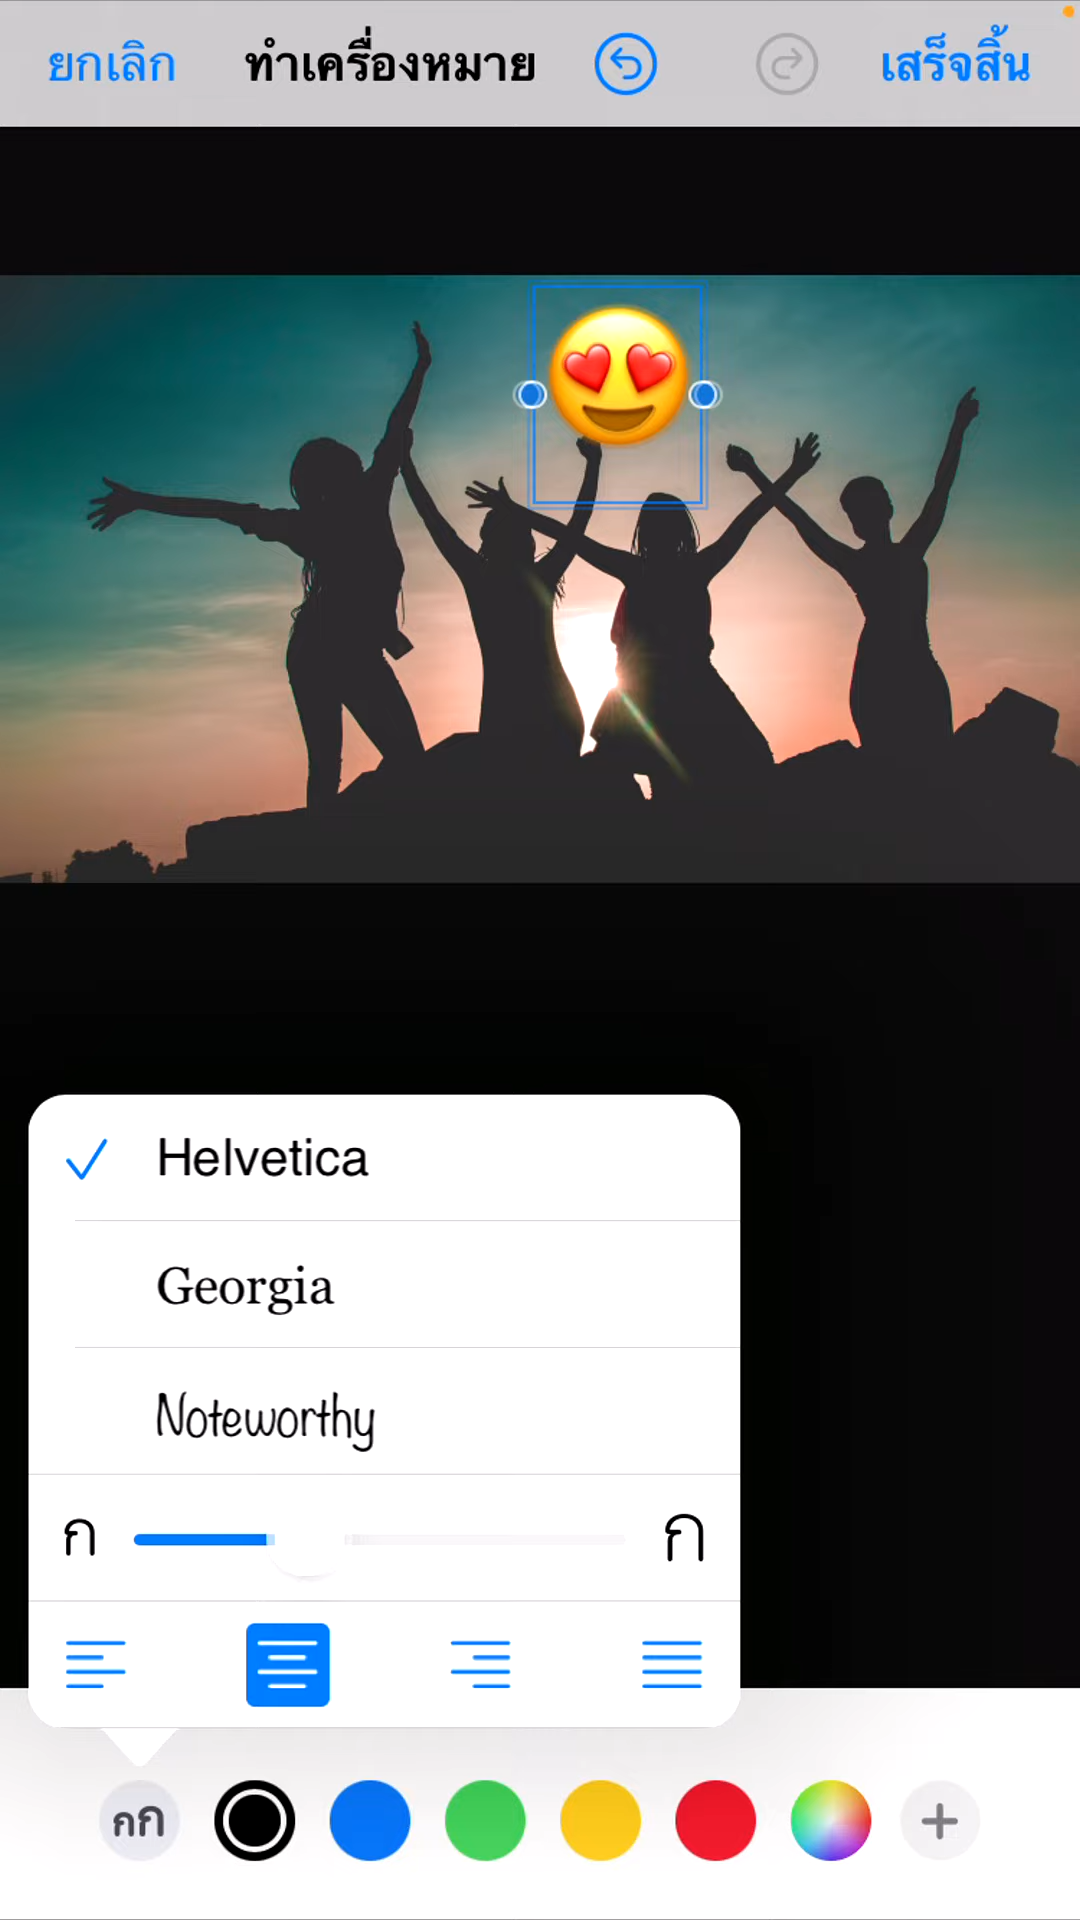 ยกเลิก ทำเครื่องหมาย เสร็จสิ้น
Helvetica
Georgia
Noteworthy
ก ก
กก